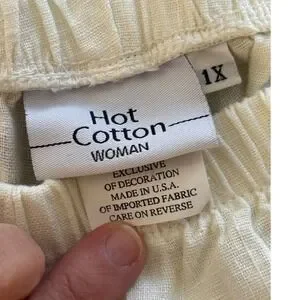 Hot
Cotton
WOMAN
1X
EXCLUSIVE
OF DECORATION
MADE IN U.S.A.
OF IMPORTED FABRIC
CARE ON REVERSE